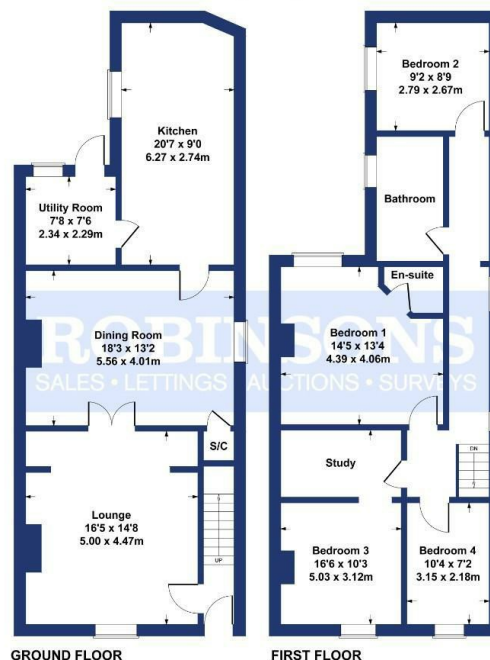 Kitchen
20'7 x 9'0
6.27 x 2.74m
Utility Room
7'8 x 7'6
2.34 x 2.29m
Dining Room
18'3 x 13'2
5.56 x 4.01m
S/C
Lounge
16'5 x 14'8
5.00 x 4.47m
UP
GROUND FLOOR
Bedroom 2
9'2 x 8'9
2.79 x 2.67m
Bathroom
En-suite
Bedroom 1
14'5 x 13'4
4.39 x 4.06m
Study
DN
Bedroom 3
16'6 x 10'3
5.03 x 3.12m
Bedroom 4
10'4 x 7'2
3.15 x 2.18m
FIRST FLOOR
ROBINSONS
SALES • LETTINGS AUCTIONS • SURVEYS